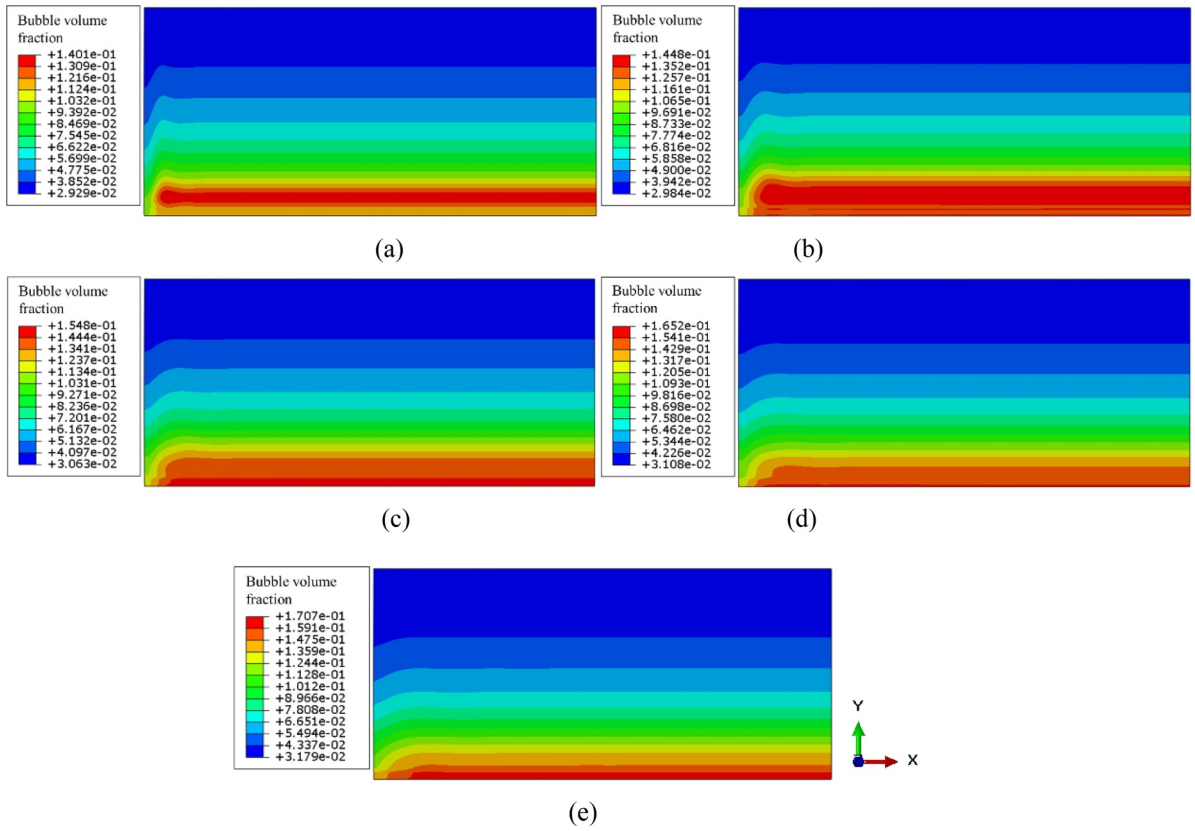 Bubble volume
fraction
+1.401e-01
+1.309e-01
+1.216e-01
+1.124e-01
+1.032e-01
+9.392e-02
+8.469e-02
+7.545e-02
+6.622e-02
+5.699e-02
+4.775e-02
+3.852e-02
+2.929e-02
(a)
Bubble volume
fraction
+1.448e-01
+1.352e-01
+1.257e-01
+1.161e-01
+1.065e-01
+9.691e-02
+8.733e-02
+7.774e-02
+6.816e-02
+5.858e-02
+4.900e-02
+3.942e-02
+2.984e-02
(b)
Bubble volume
fraction
+1.548e-01
+1.444e-01
+1.341e-01
+1.237e-01
+1.134e-01
+1.031e-01
+9.271e-02
+8.236e-02
+7.201e-02
+6.167e-02
+5.132e-02
+4.097e-02
+3.063e-02
(c)
Bubble volume
fraction
+1.652e-01
+1.541e-01
+1.429e-01
+1.317e-01
+1.205e-01
+1.093e-01
+9.816e-02
+8.698e-02
+7.580e-02
+6.462e-02
+5.344e-02
+4.226e-02
+3.108e-02
(d)
Bubble volume
fraction
+1.707e-01
+1.591e-01
+1.475e-01
+1.359e-01
+1.244e-01
+1.128e-01
+1.012e-01
+8.966e-02
+7.808e-02
+6.651e-02
+5.494e-02
+4.337e-02
+3.179e-02
Y
X
(e)